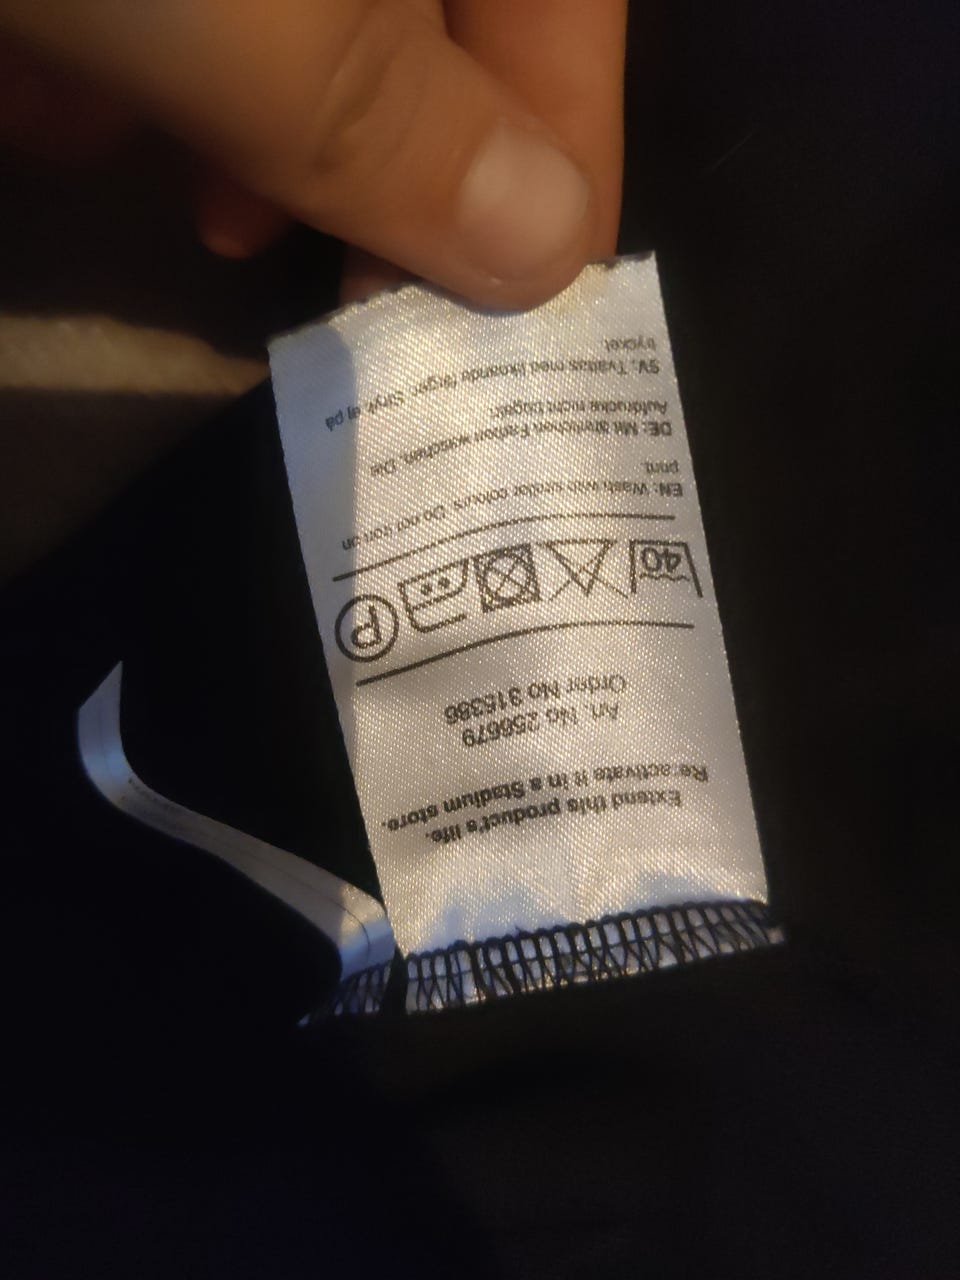 Extend this product's life.
Re:activate it in a Stadium store.
Art. No 256679
Order No 315386
40
P
EN: Wash with similar colours. Do not iron on
print.
DE: Mit ähnlichen Farben waschen. Die
Aufdrucke nicht bügeln.
SV: Tvättas med liknande färger. Stryk ej på
trycket.